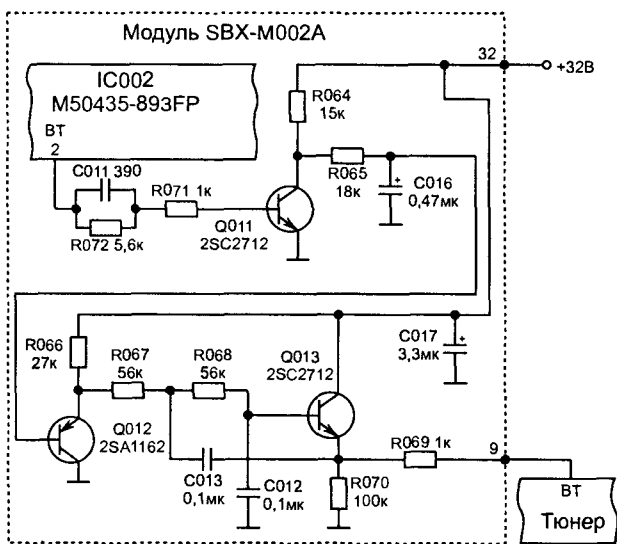 Модуль SBX-M002A
IC002
M50435-893FP
BT
2
C011 390
R072 5,6к
R071 1к
Q011
2SC2712
R064
15к
R065
18к
+
C016
0,47мк
32
+32В
R066
27к
R067
56к
R068
56к
Q013
2SC2712
+
C017
3,3мк
Q012
2SA1162
C013
0,1мк
C012
0,1мк
R070
100к
R069 1к
9
BT
Тюнер